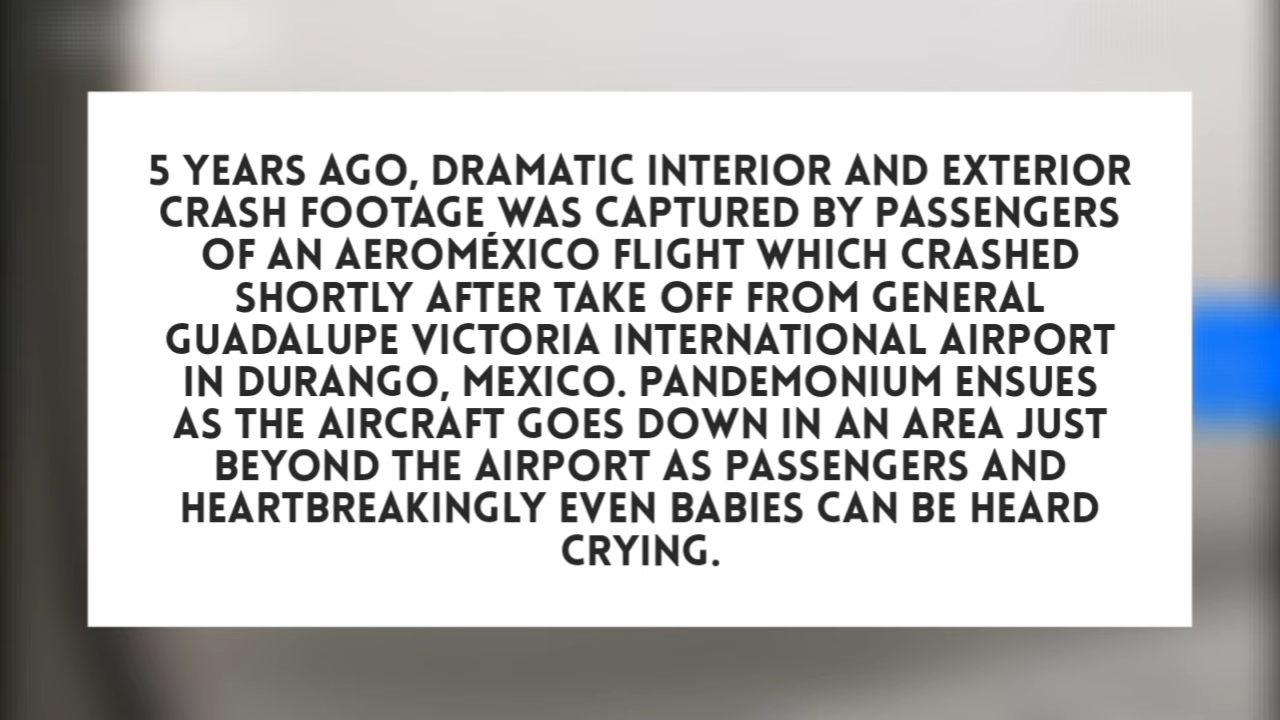 5 YEARS AGO, DRAMATIC INTERIOR AND EXTERIOR
CRASH FOOTAGE WAS CAPTURED BY PASSENGERS
OF AN AEROMÉXICO FLIGHT WHICH CRASHED
SHORTLY AFTER TAKE OFF FROM GENERAL
GUADALUPE VICTORIA INTERNATIONAL AIRPORT
IN DURANGO, MEXICO. PANDEMONIUM ENSUES
AS THE AIRCRAFT GOES DOWN IN AN AREA JUST
BEYOND THE AIRPORT AS PASSENGERS AND
HEARTBREAKINGLY EVEN BABIES CAN BE HEARD
CRYING.